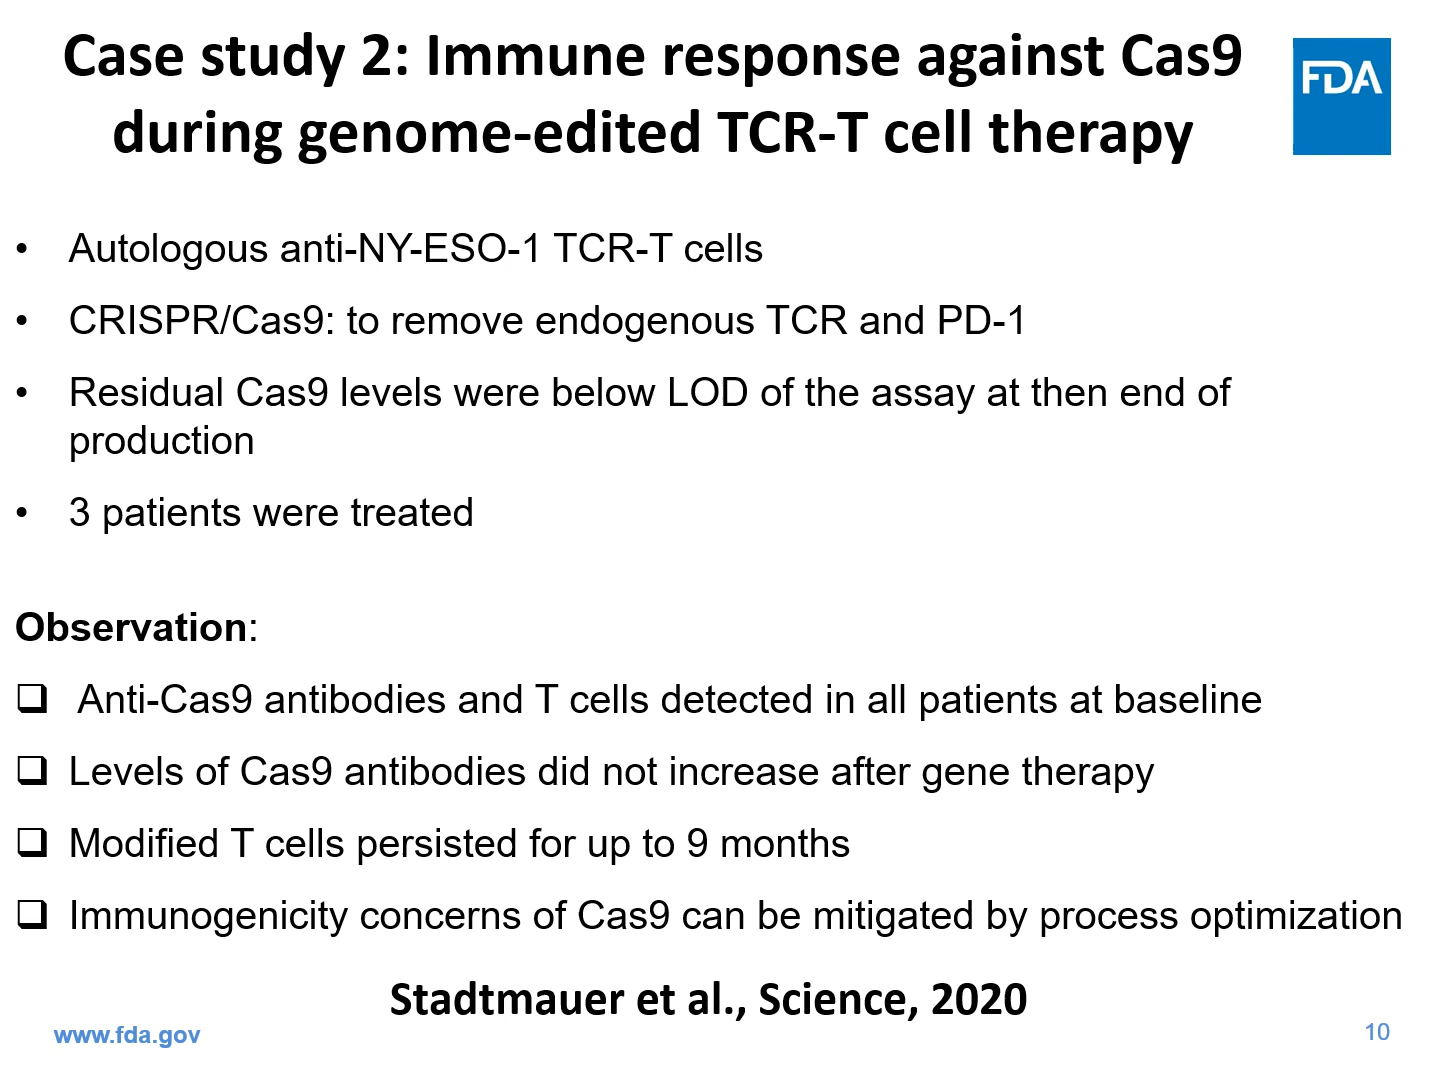 Case study 2: Immune response against Cas9
during genome-edited TCR-T cell therapy
FDA
• Autologous anti-NY-ESO-1 TCR-T cells
• CRISPR/Cas9: to remove endogenous TCR and PD-1
• Residual Cas9 levels were below LOD of the assay at then end of
production
• 3 patients were treated
Observation:
❑ Anti-Cas9 antibodies and T cells detected in all patients at baseline
❑ Levels of Cas9 antibodies did not increase after gene therapy
❑ Modified T cells persisted for up to 9 months
❑ Immunogenicity concerns of Cas9 can be mitigated by process optimization
Stadtmauer et al., Science, 2020
www.fda.gov
10